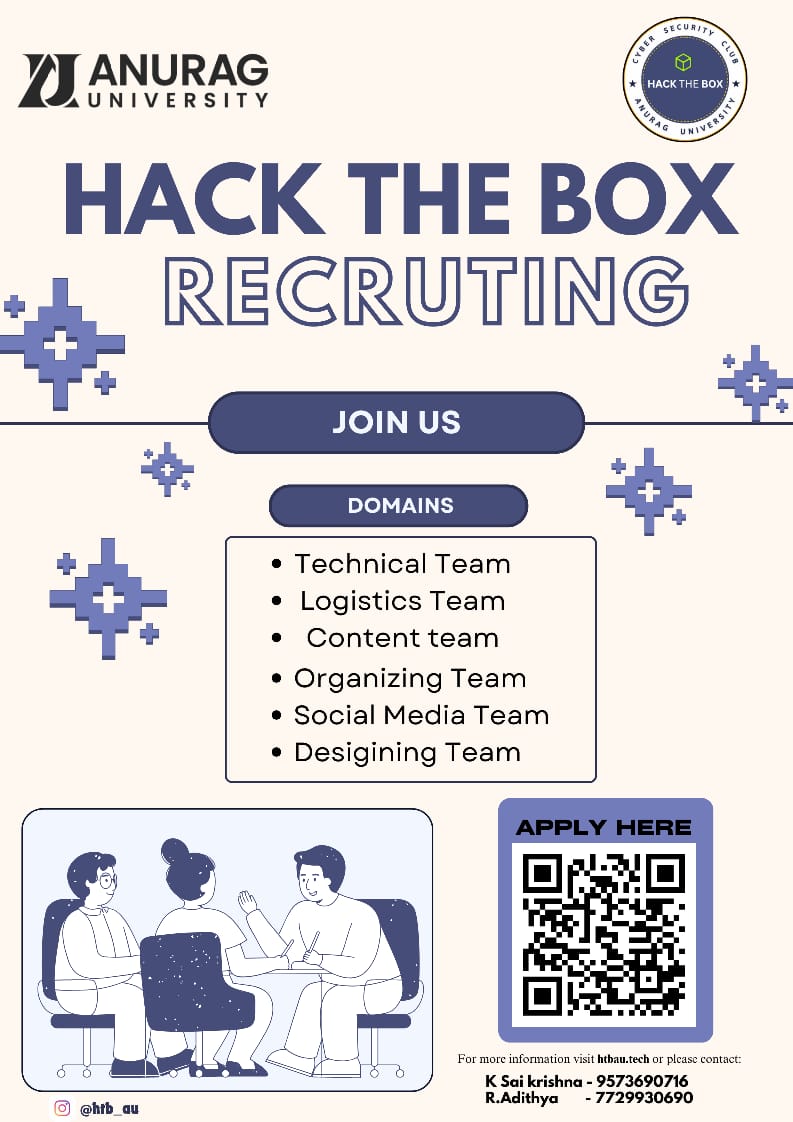 ANURAG
UNIVERSITY
CYBER SECURITY CLUB
HACK THE BOX
★ ANURAG UNIVERSITY ★
HACK THE BOX
RECRUTING
JOIN US
DOMAINS
• Technical Team
• Logistics Team
• Content team
• Organizing Team
• Social Media Team
• Desigining Team
APPLY HERE
For more information visit htbau.tech or please contact:
K Sai krishna - 9573690716
R.Adithya - 7729930690
@htb_au